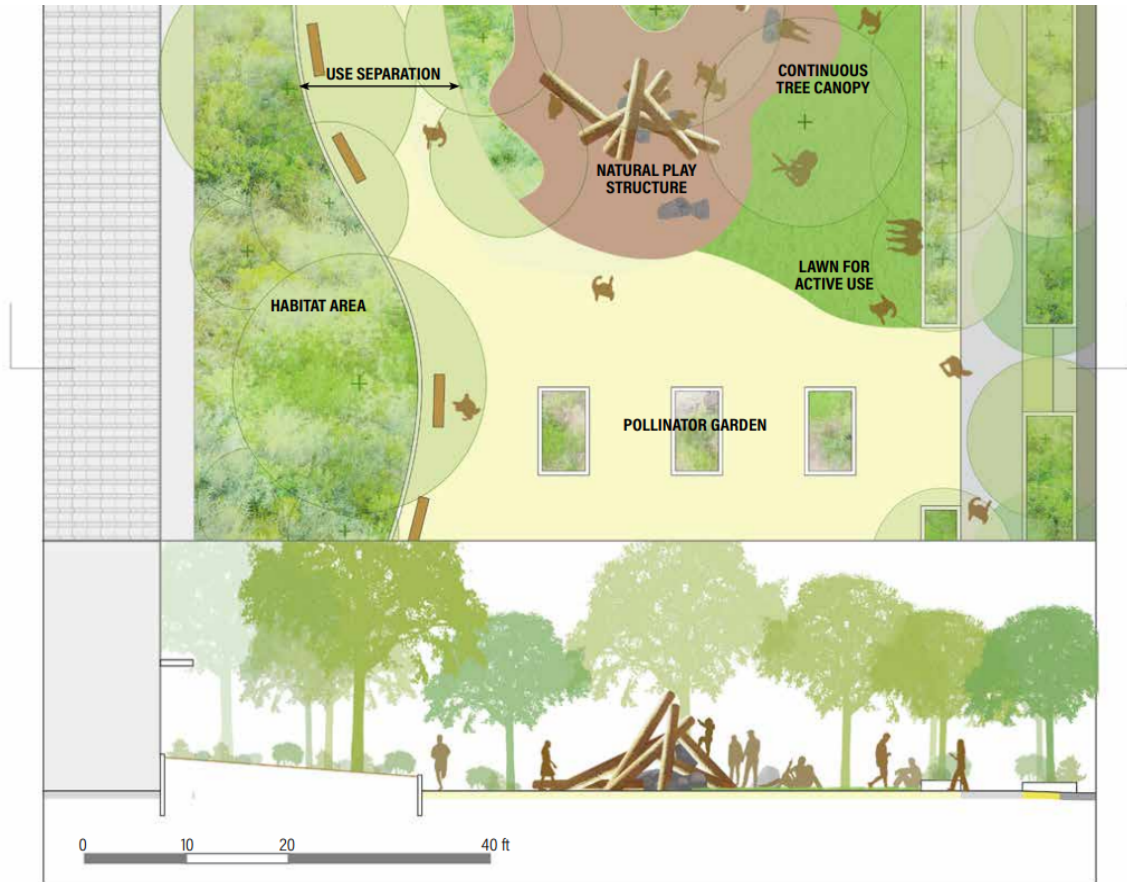 USE SEPARATION
CONTINUOUS
TREE CANOPY
NATURAL PLAY
STRUCTURE
LAWN FOR
ACTIVE USE
HABITAT AREA
POLLINATOR GARDEN
0 10 20 40 ft